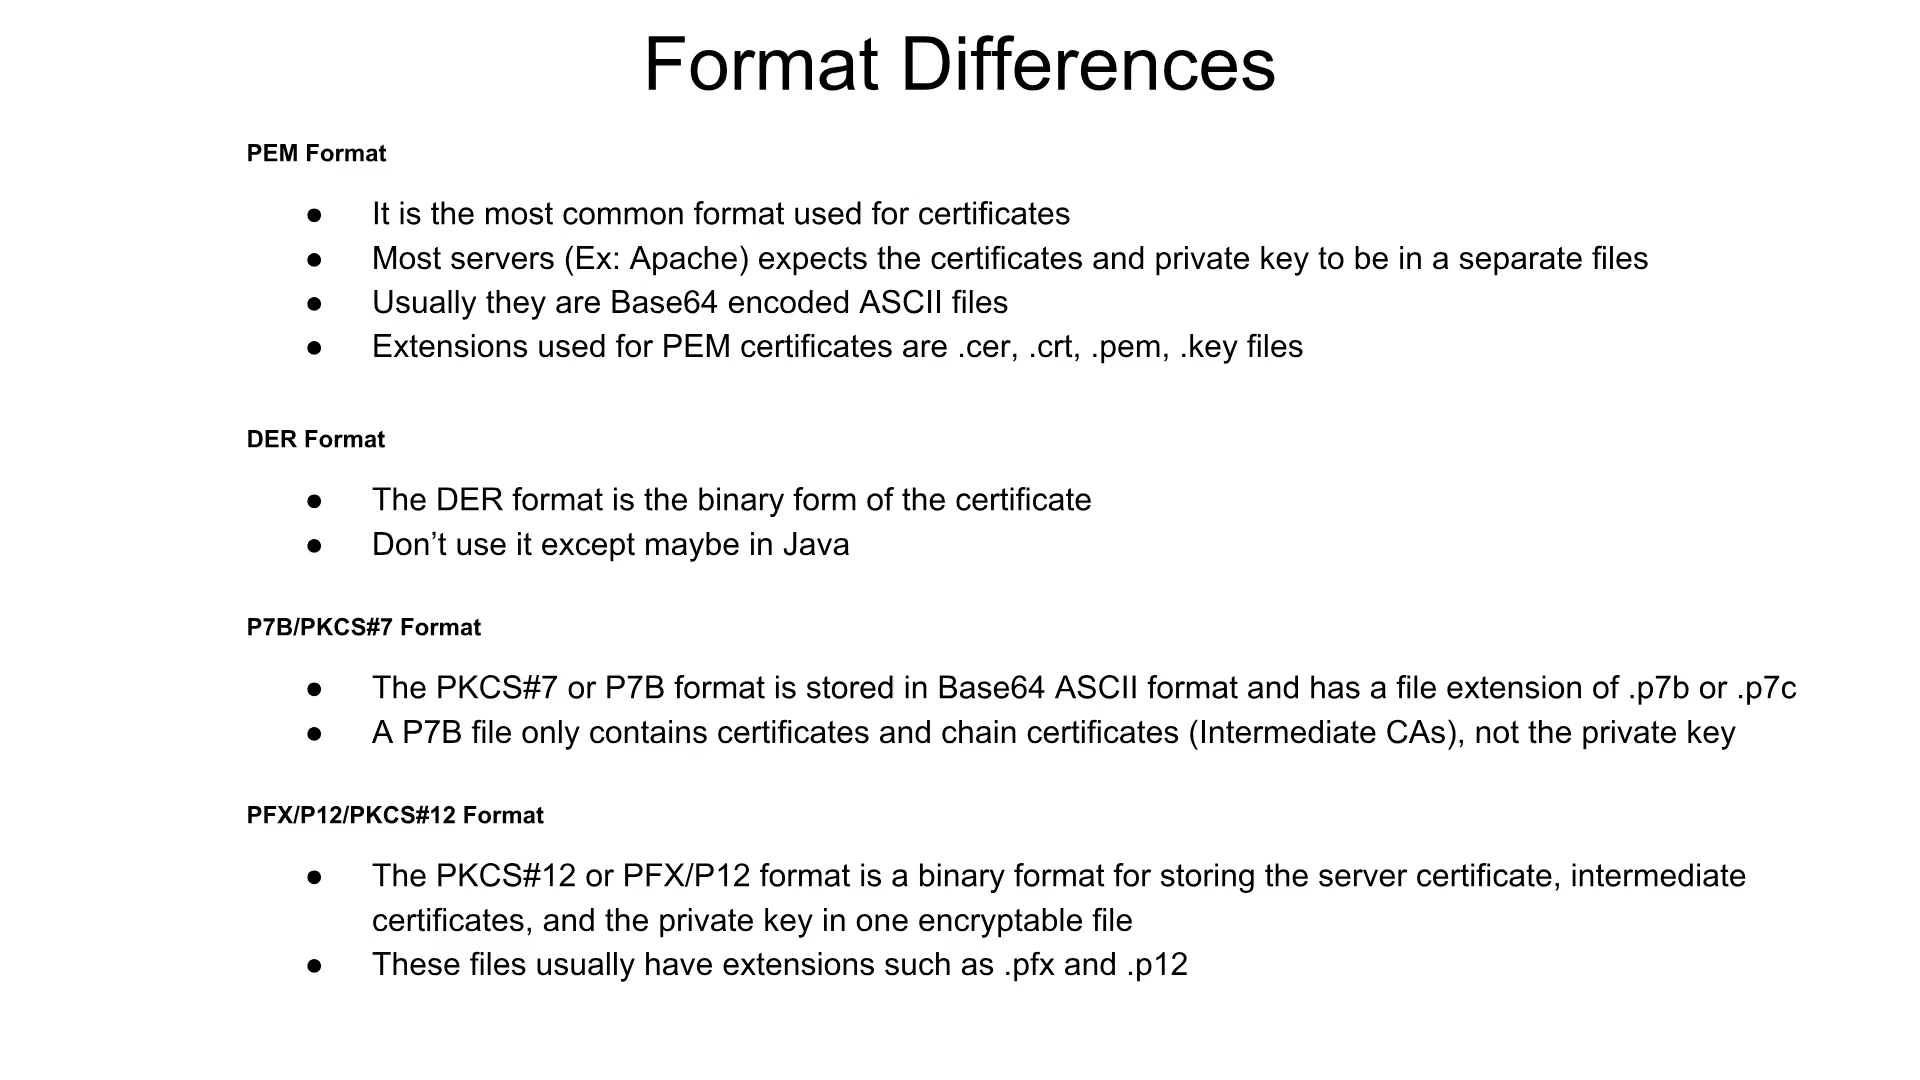 Format Differences
PEM Format
● It is the most common format used for certificates
● Most servers (Ex: Apache) expects the certificates and private key to be in a separate files
● Usually they are Base64 encoded ASCII files
● Extensions used for PEM certificates are .cer, .crt, .pem, .key files
DER Format
● The DER format is the binary form of the certificate
● Don’t use it except maybe in Java
P7B/PKCS#7 Format
● The PKCS#7 or P7B format is stored in Base64 ASCII format and has a file extension of .p7b or .p7c
● A P7B file only contains certificates and chain certificates (Intermediate CAs), not the private key
PFX/P12/PKCS#12 Format
● The PKCS#12 or PFX/P12 format is a binary format for storing the server certificate, intermediate
certificates, and the private key in one encryptable file
● These files usually have extensions such as .pfx and .p12